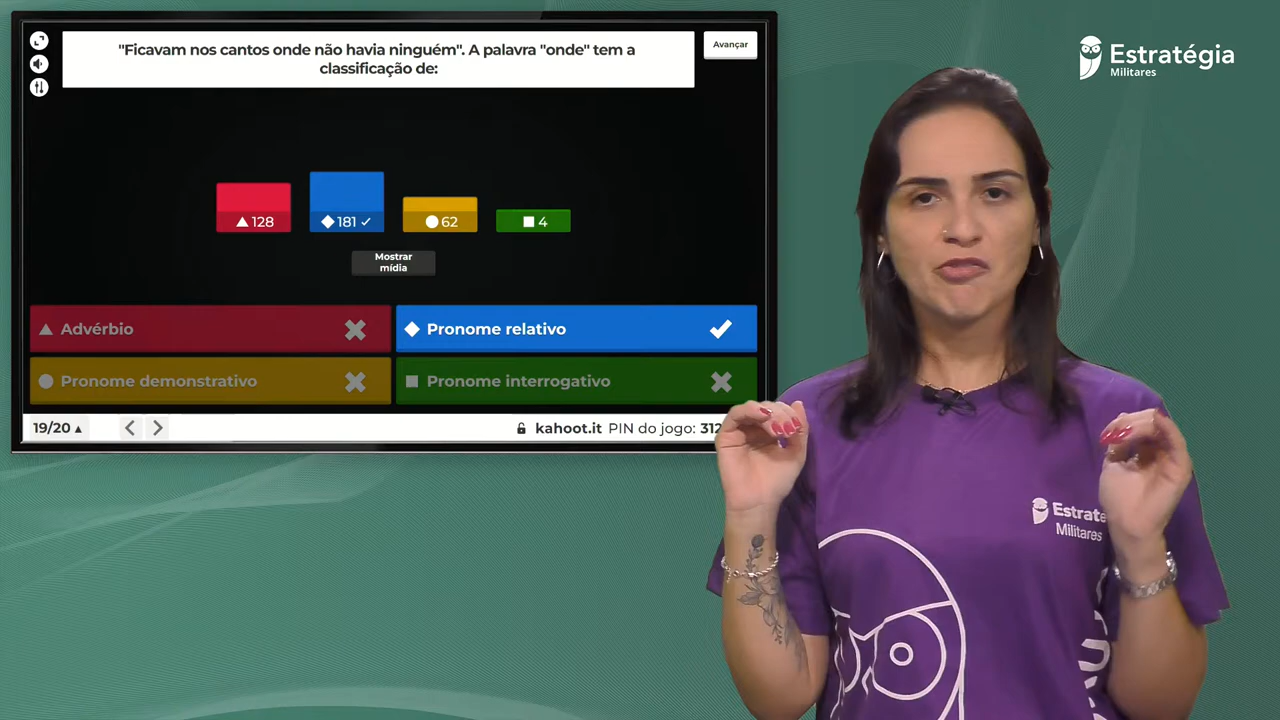 "Ficavam nos cantos onde não havia ninguém". A palavra "onde" tem a
classificação de:
Avançar
Estratégia
Militares
128
181
62
4
Mostrar
mídia
Advérbio
Pronome relativo
Pronome demonstrativo
Pronome interrogativo
19/20
kahoot.it PIN do jogo: 312
Estraté
Militares